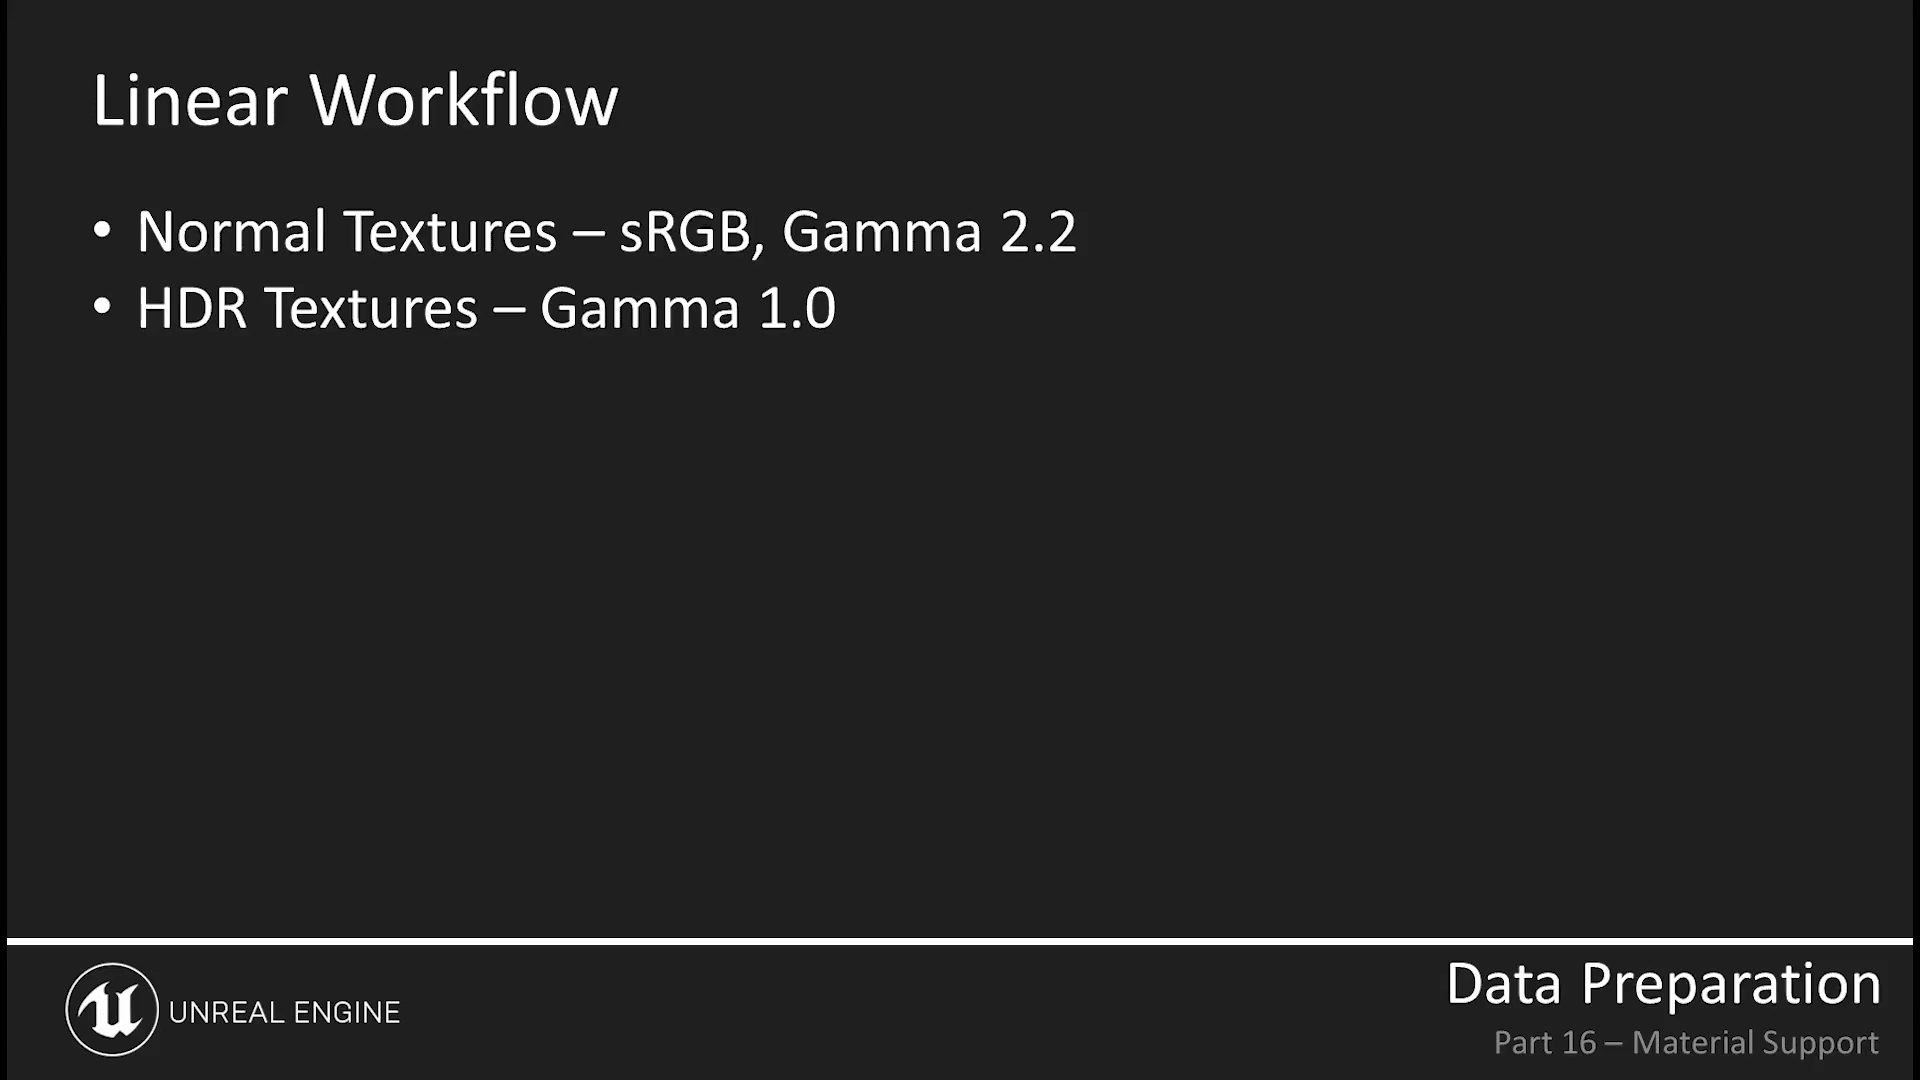 Linear Workflow
• Normal Textures – sRGB, Gamma 2.2
• HDR Textures – Gamma 1.0
UNREAL ENGINE
Data Preparation
Part 16 – Material Support